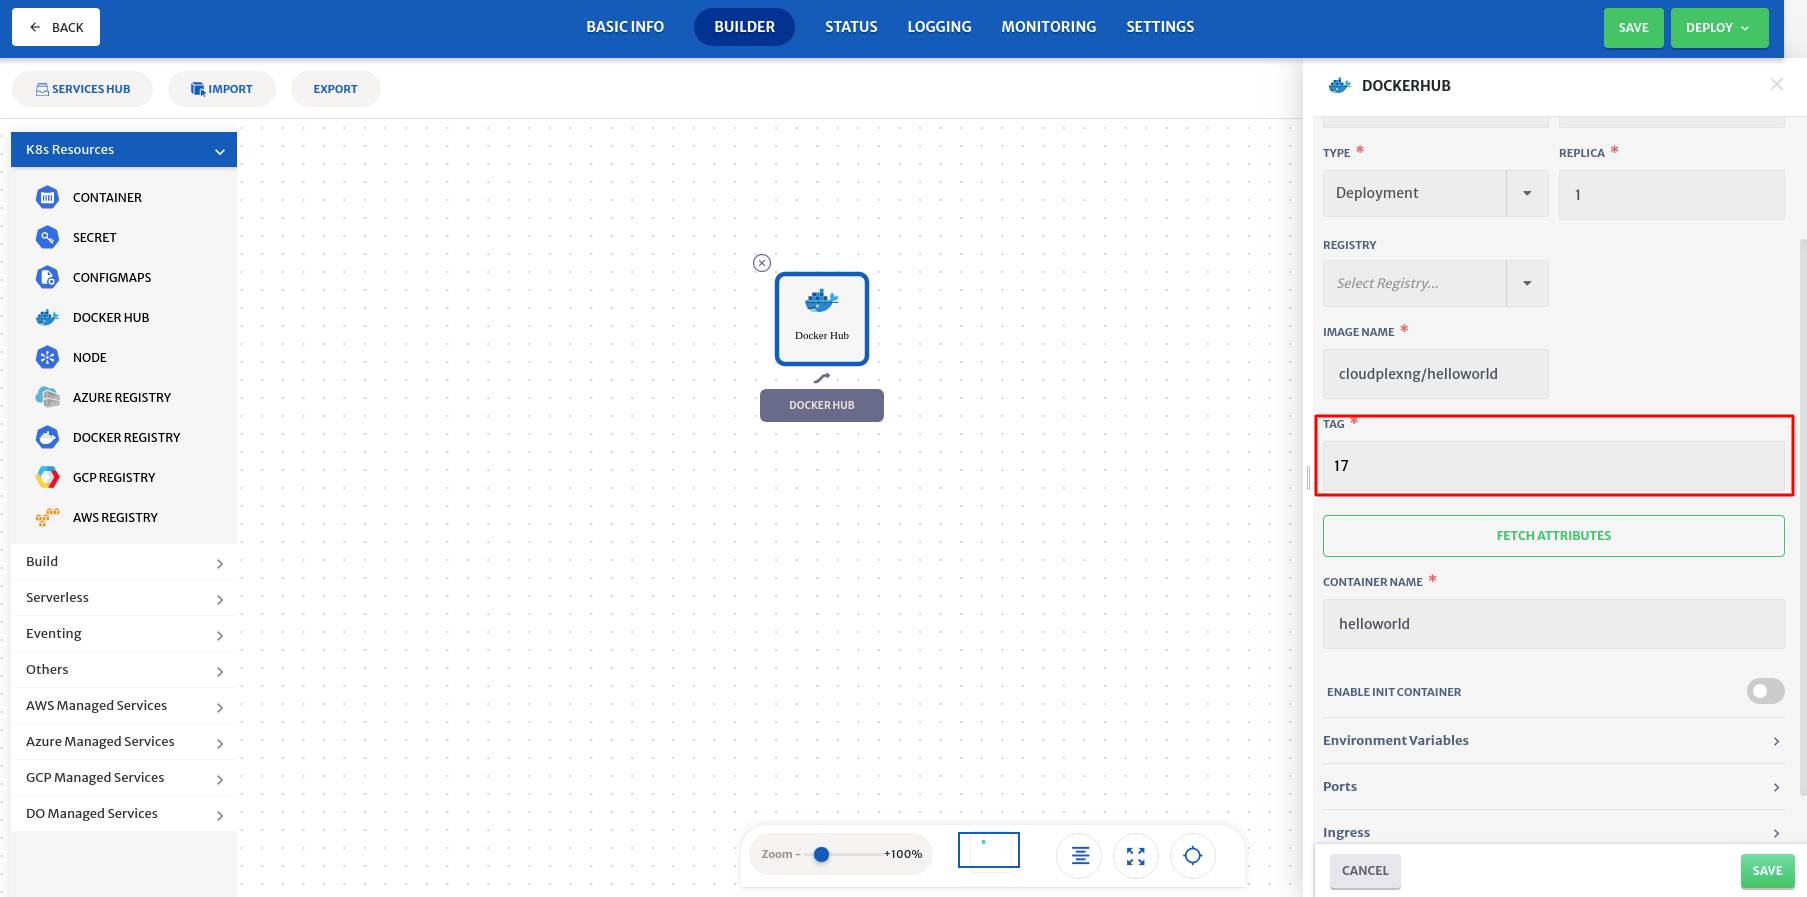 BACK
BASIC INFO
BUILDER
STATUS
LOGGING
MONITORING
SETTINGS
SAVE
DEPLOY
SERVICES HUB
IMPORT
EXPORT
K8s Resources
CONTAINER
SECRET
CONFIGMAPS
DOCKER HUB
NODE
AZURE REGISTRY
DOCKER REGISTRY
GCP REGISTRY
AWS REGISTRY
Build
Serverless
Eventing
Others
AWS Managed Services
Azure Managed Services
GCP Managed Services
DO Managed Services
Docker Hub
DOCKER HUB
Zoom - +100%
DOCKERHUB
TYPE *
REPLICA *
Deployment
1
REGISTRY
Select Registry...
IMAGE NAME *
cloudplexng/helloworld
TAG *
17
FETCH ATTRIBUTES
CONTAINER NAME *
helloworld
ENABLE INIT CONTAINER
Environment Variables
Ports
Ingress
CANCEL
SAVE